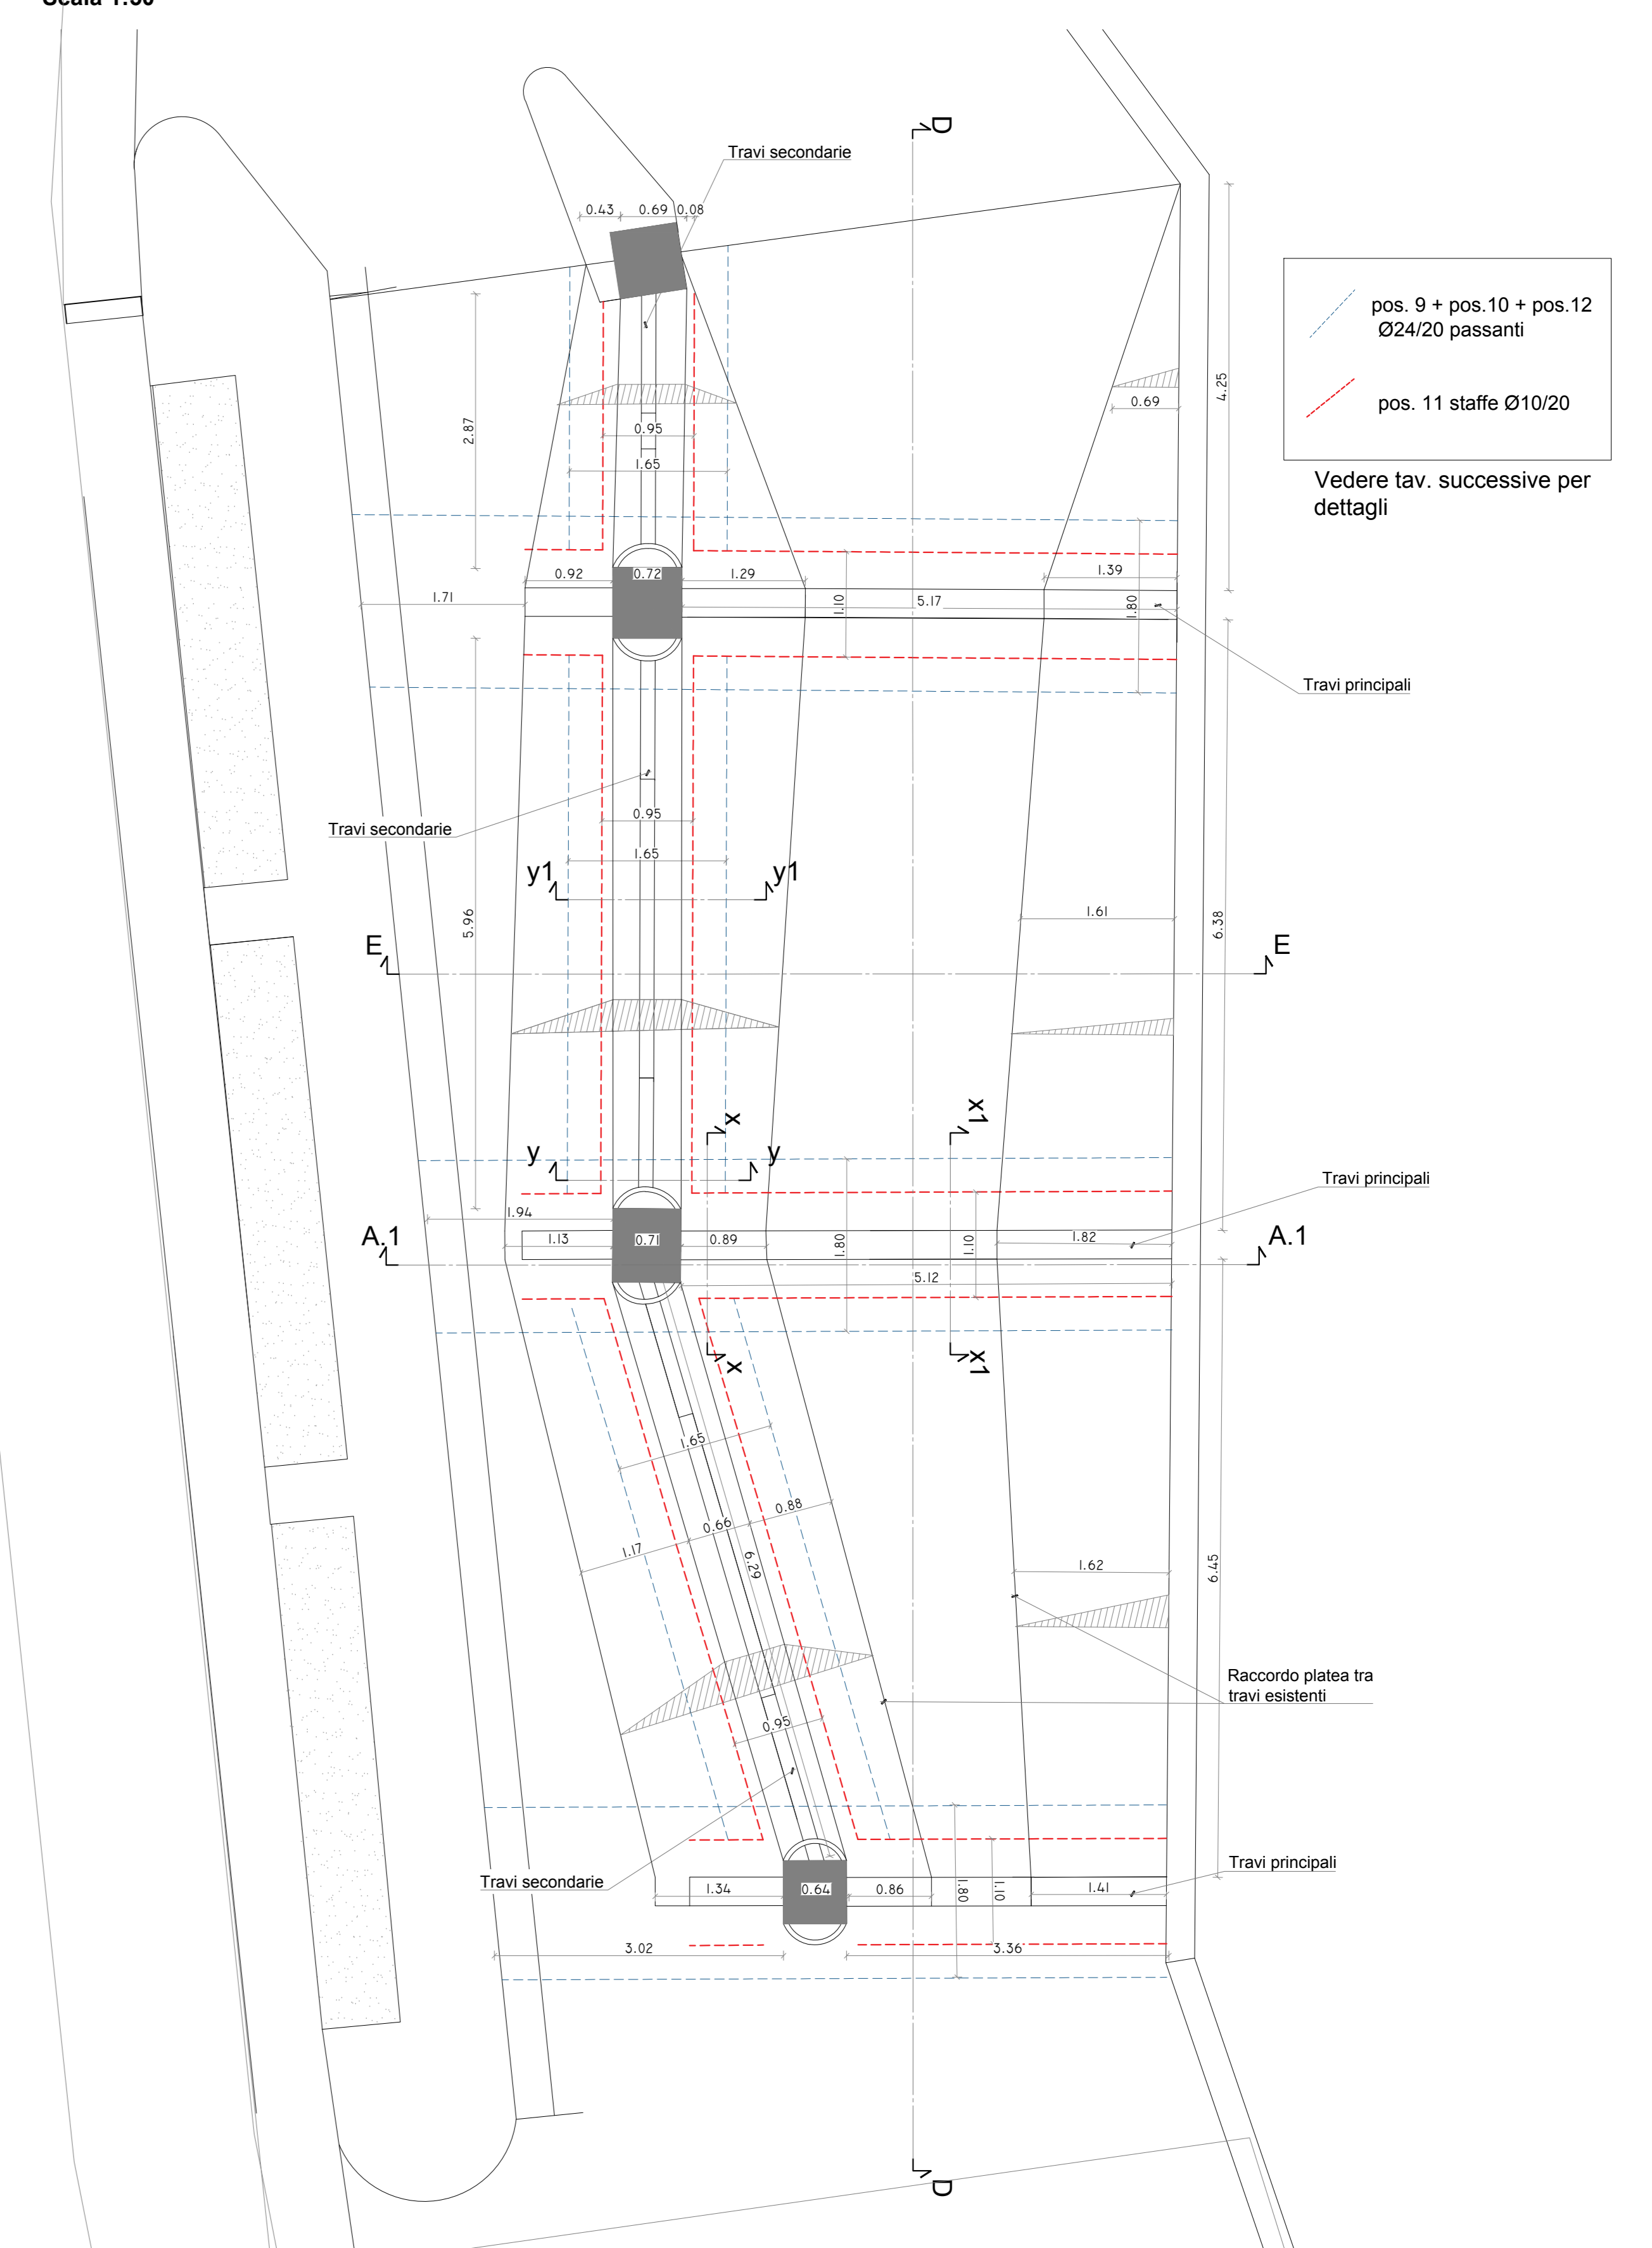 Scala 1:50
D
Travi secondarie
0.43
0.69
0.08
pos. 9 + pos.10 + pos.12
Ø24/20 passanti
pos. 11 staffe Ø10/20
Vedere tav. successive per
dettagli
4.25
0.69
2.87
0.95
1.65
0.92
0.72
1.29
1.39
1.71
5.17
1.10
1.80
Travi principali
Travi secondarie
0.95
1.65
y1
y1
5.96
1.61
6.38
E
E
x
x1
y
y
Travi principali
1.94
A.1
A.1
1.13
0.71
0.89
1.80
1.10
1.82
5.12
x
x1
1.65
0.88
0.66
1.17
6.29
1.62
6.45
Raccordo platea tra
travi esistenti
0.95
Travi secondarie
Travi principali
1.34
0.64
0.86
1.80
1.10
1.41
3.02
3.36
D